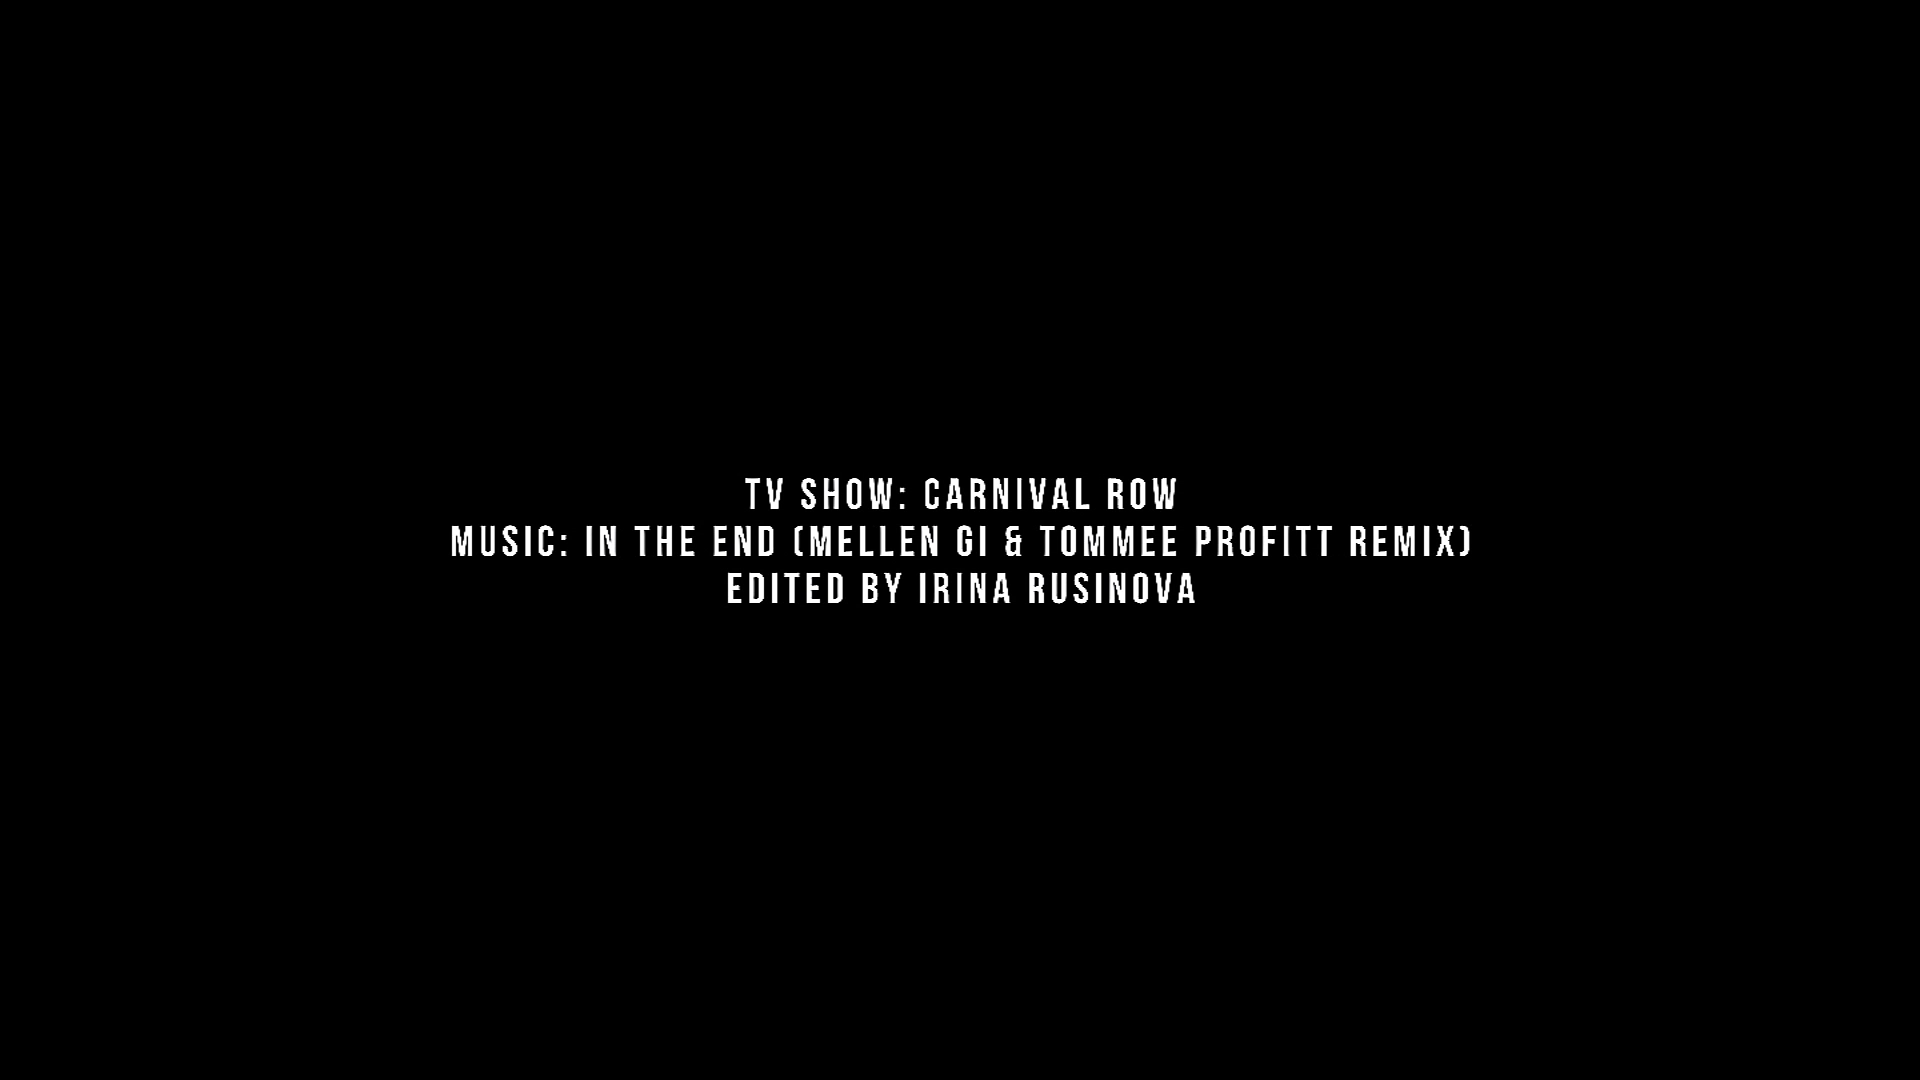 TV SHOW: CARNIVAL ROW
MUSIC: IN THE END (MELLEN GI & TOMMEE PROFITT REMIX)
EDITED BY IRINA RUSINOVA